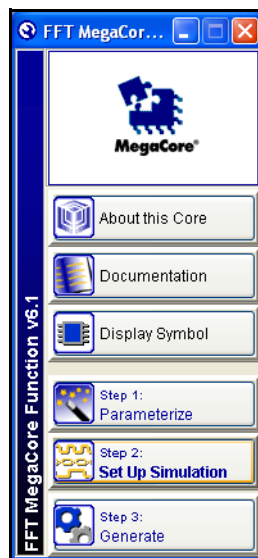 FFT MegaCor...
MegaCore®
About this Core
Documentation
Display Symbol
Step 1:
Parameterize
Step 2:
Set Up Simulation
Step 3:
Generate
FFT MegaCore Function v6.1